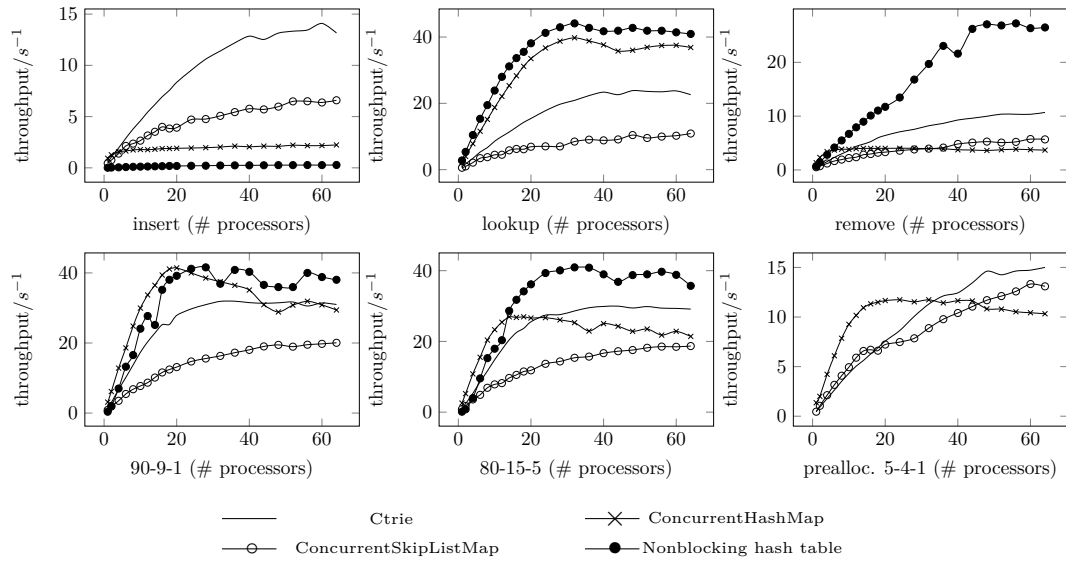 throughput/s⁻¹
15
10
5
0
0 20 40 60
insert (# processors)
throughput/s⁻¹
40
20
0
0 20 40 60
lookup (# processors)
throughput/s⁻¹
20
10
0
0 20 40 60
remove (# processors)
throughput/s⁻¹
40
20
0
0 20 40 60
90-9-1 (# processors)
throughput/s⁻¹
40
20
0
0 20 40 60
80-15-5 (# processors)
throughput/s⁻¹
15
10
5
0
0 20 40 60
prealloc. 5-4-1 (# processors)
Ctrie
ConcurrentHashMap
ConcurrentSkipListMap
Nonblocking hash table